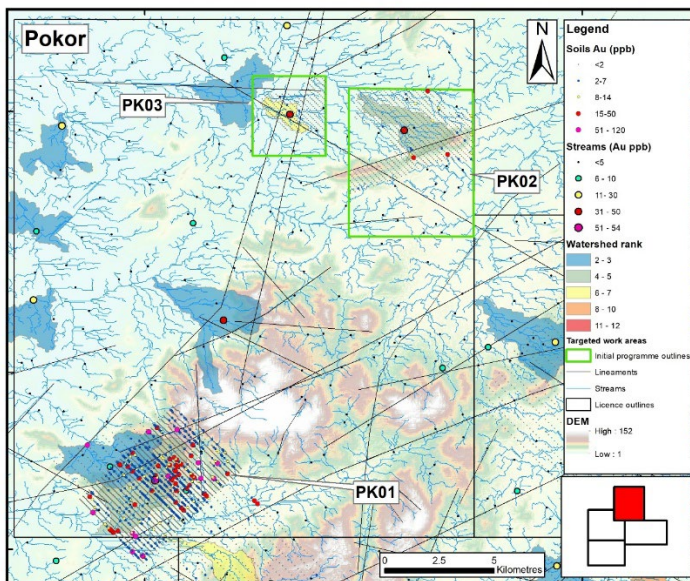 Pokor
N
PK03
PK02
PK01
0
2.5
5
Kilometres
Legend
Soils Au (ppb)
<2
2-7
8-14
15-50
51 - 120
Streams (Au ppb)
<5
6 - 10
11 - 30
31 - 50
51 - 54
Watershed rank
2 - 3
4 - 5
6 - 7
8 - 10
11 - 12
Targeted work areas
Initial programme outlines
Lineaments
Streams
Licence outlines
DEM
High : 152
Low : 1